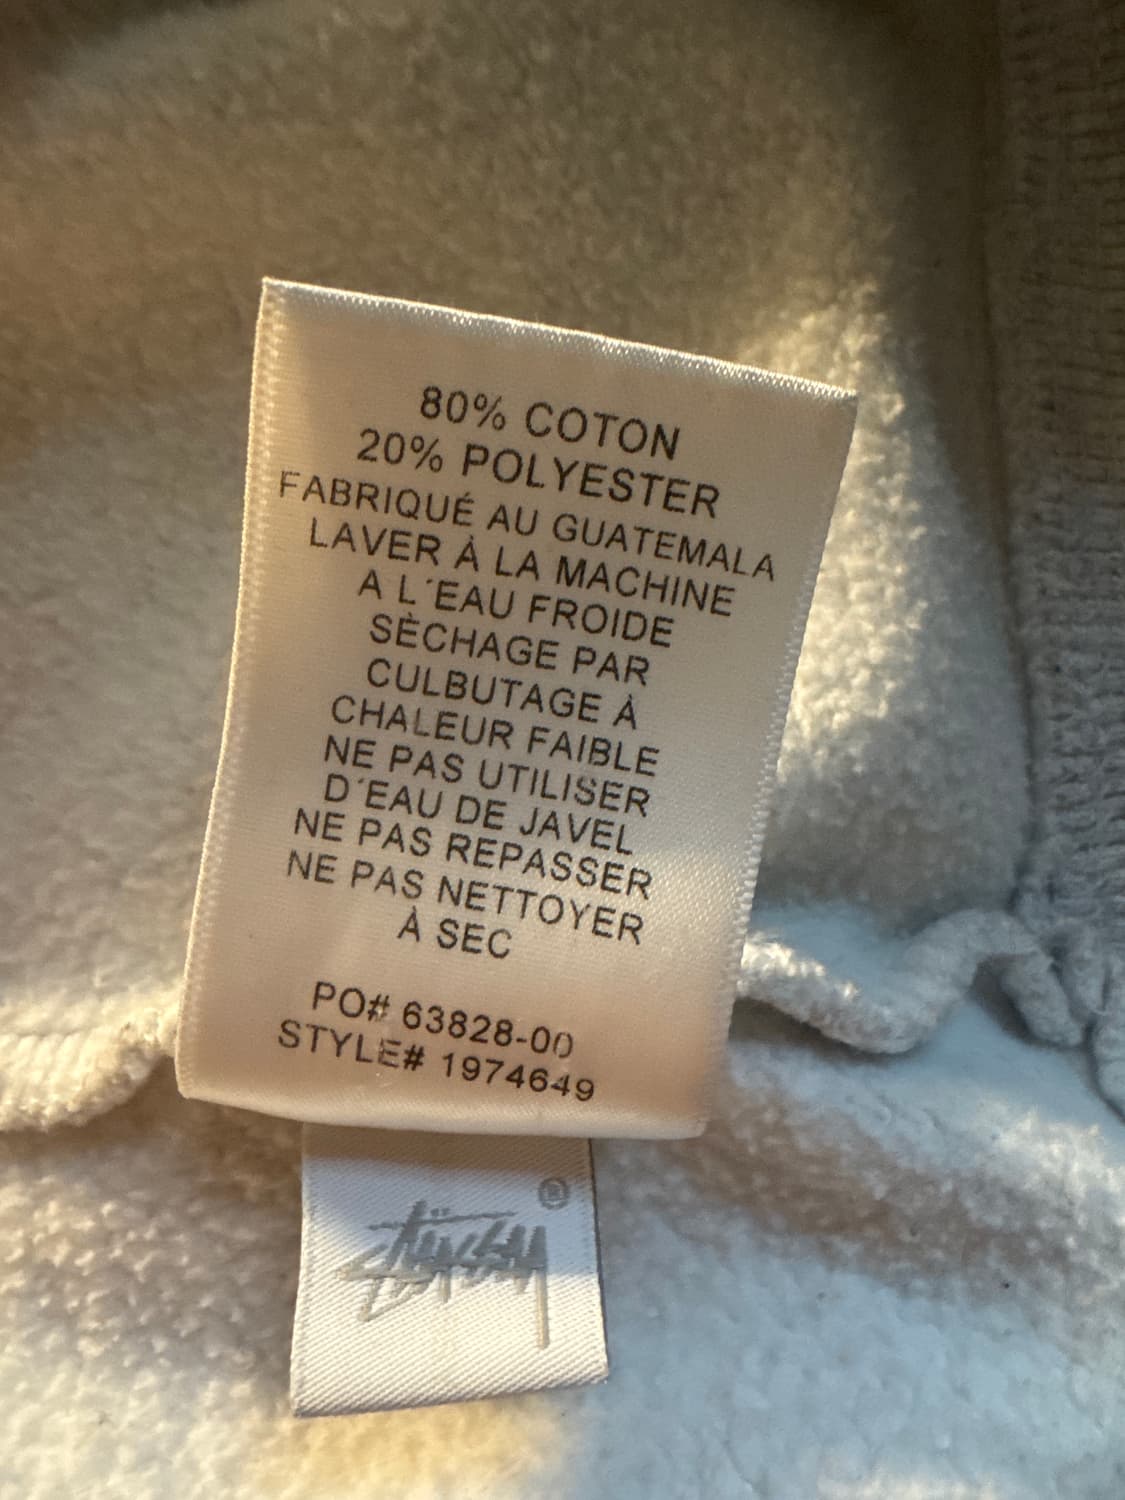 80% COTON
20% POLYESTER
FABRIQUÉ AU GUATEMALA
LAVER À LA MACHINE
A L´EAU FROIDE
SÈCHAGE PAR
CULBUTAGE À
CHALEUR FAIBLE
NE PAS UTILISER
D´EAU DE JAVEL
NE PAS REPASSER
NE PAS NETTOYER
À SEC
PO# 63828-00
STYLE# 1974649
®
Stüssy